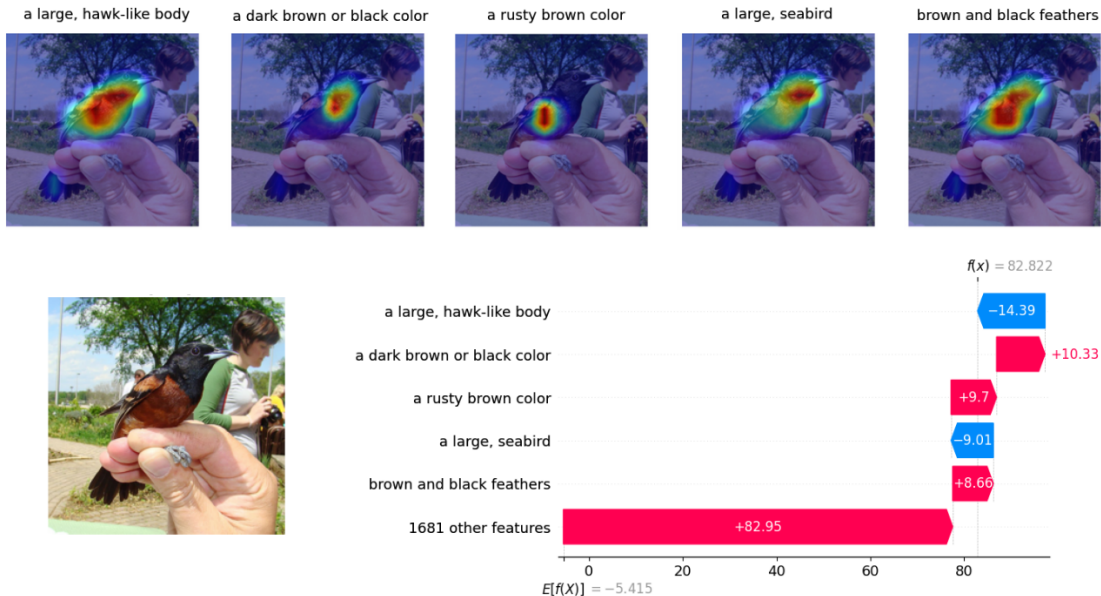 a large, hawk-like body
a dark brown or black color
a rusty brown color
a large, seabird
brown and black feathers
f(x) = 82.822
a large, hawk-like body
−14.39
a dark brown or black color
+10.33
a rusty brown color
+9.7
a large, seabird
−9.01
brown and black feathers
+8.66
1681 other features
+82.95
0
20
40
60
80
E[f(X)] = −5.415